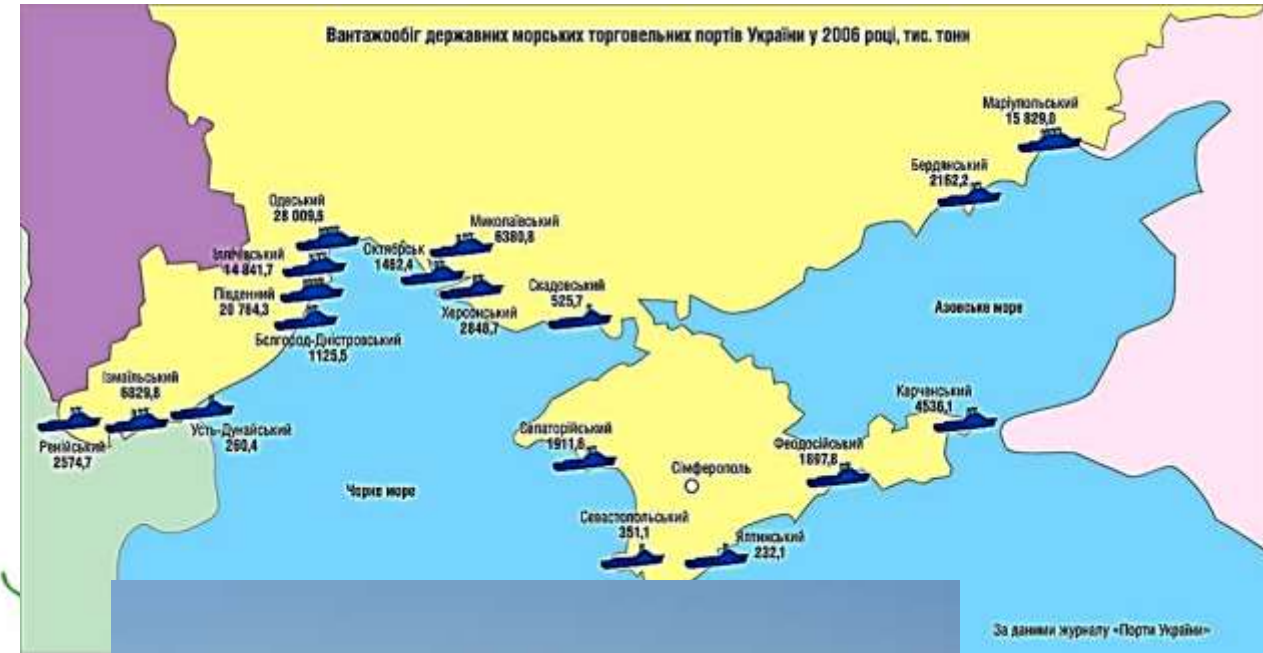 Вантажообіг державних морських торговельних портів України у 2006 році, тис. тонн
Маріупольський
15 829,0
Бердянський
2162,2
Одеський
28 009,6
Миколаївський
6380,8
Іллічівський
14 841,7
Октябрськ
1462,4
Південний
20 764,3
Скадовський
525,7
Херсонський
2848,7
Азовське море
Бєлгород-Дністровський
1125,5
Ізмаїльський
6829,8
Усть-Дунайський
260,4
Ренійський
2574,7
Керченський
4536,1
Євпаторійський
1911,6
Феодосійський
1897,8
Сімферополь
Чорне море
Севастопольський
351,1
Ялтинський
232,1
За даними журналу «Порти України»